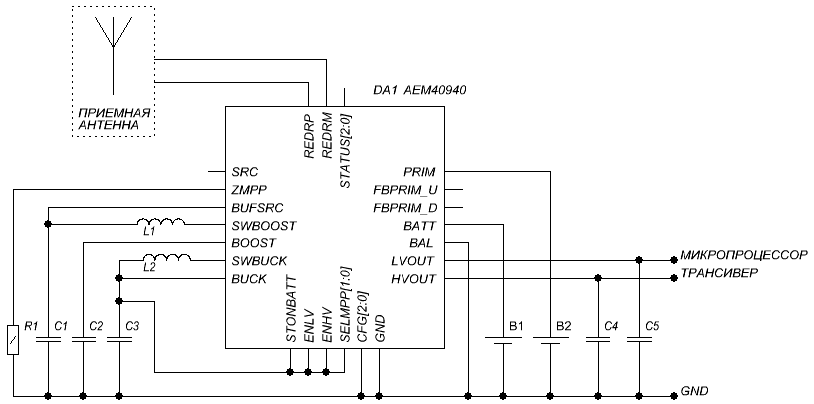 DA1 AEM40940
ПРИЕМНАЯ
АНТЕННА
REDRP
REDRM
STATUS[2:0]
SRC
ZMPP
BUFSRC
SWBOOST
BOOST
SWBUCK
BUCK
PRIM
FBPRIM_U
FBPRIM_D
BATT
BAL
LVOUT
HVOUT
L1
L2
МИКРОПРОЦЕССОР
ТРАНСИВЕР
STONBATT
ENLV
ENHV
SELMPP[1:0]
CFG[2:0]
GND
R1
C1
C2
C3
B1
B2
C4
C5
GND